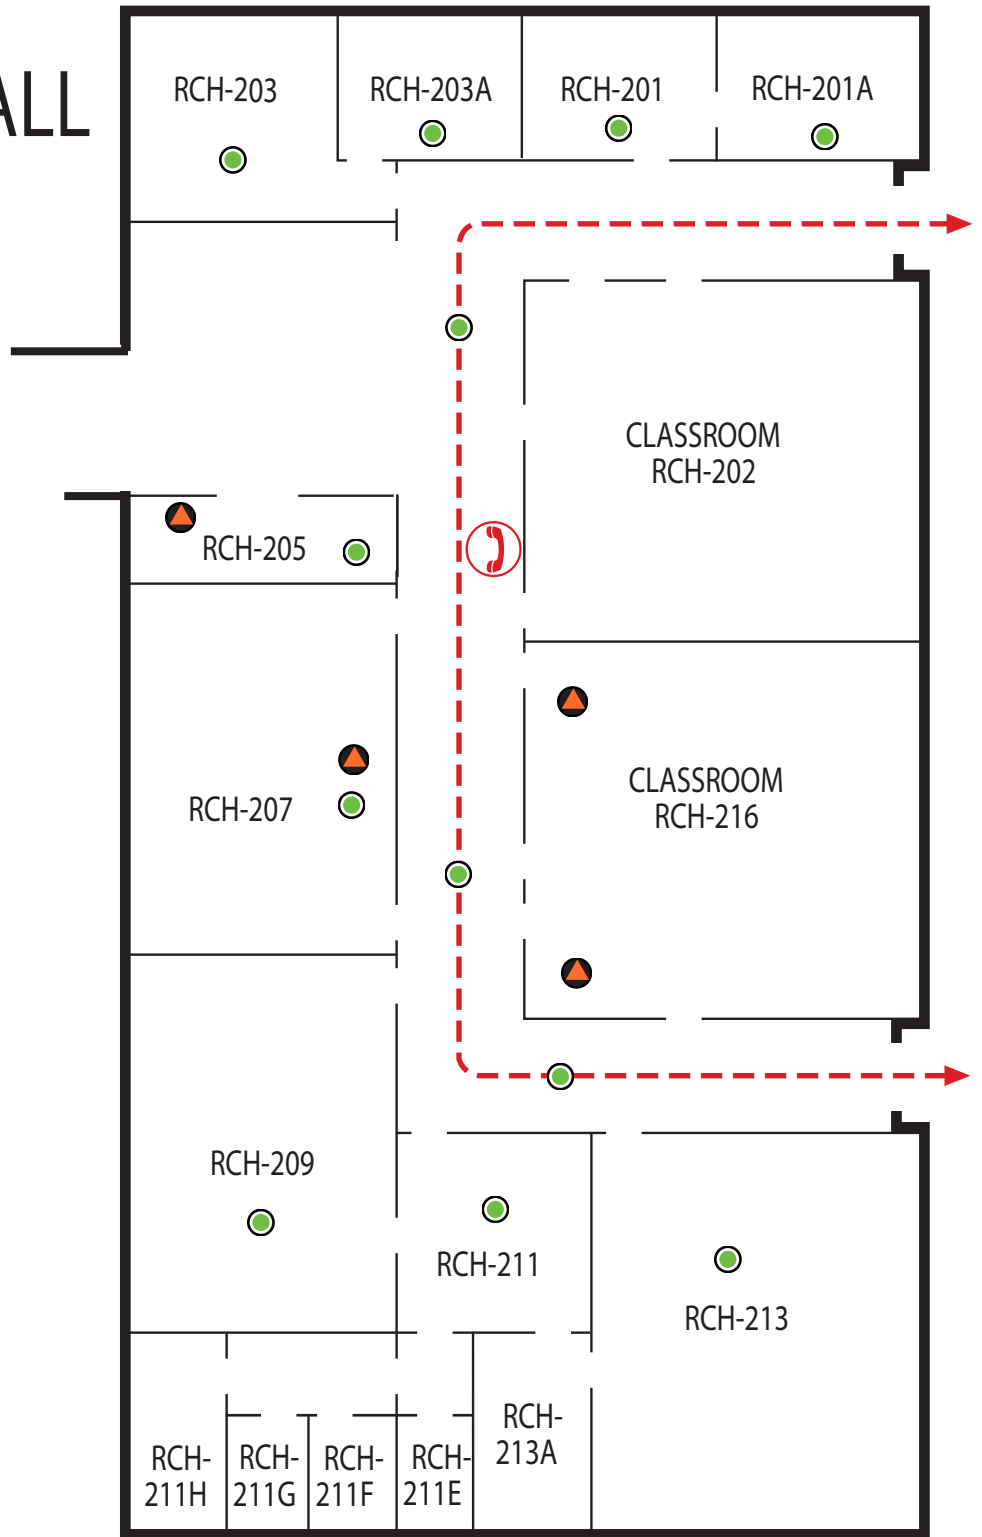 ALL
RCH-203
RCH-203A
RCH-201
RCH-201A
CLASSROOM
RCH-202
RCH-205
CLASSROOM
RCH-216
RCH-207
RCH-209
RCH-211
RCH-213
RCH-
213A
RCH-
211H
RCH-
211G
RCH-
211F
RCH-
211E